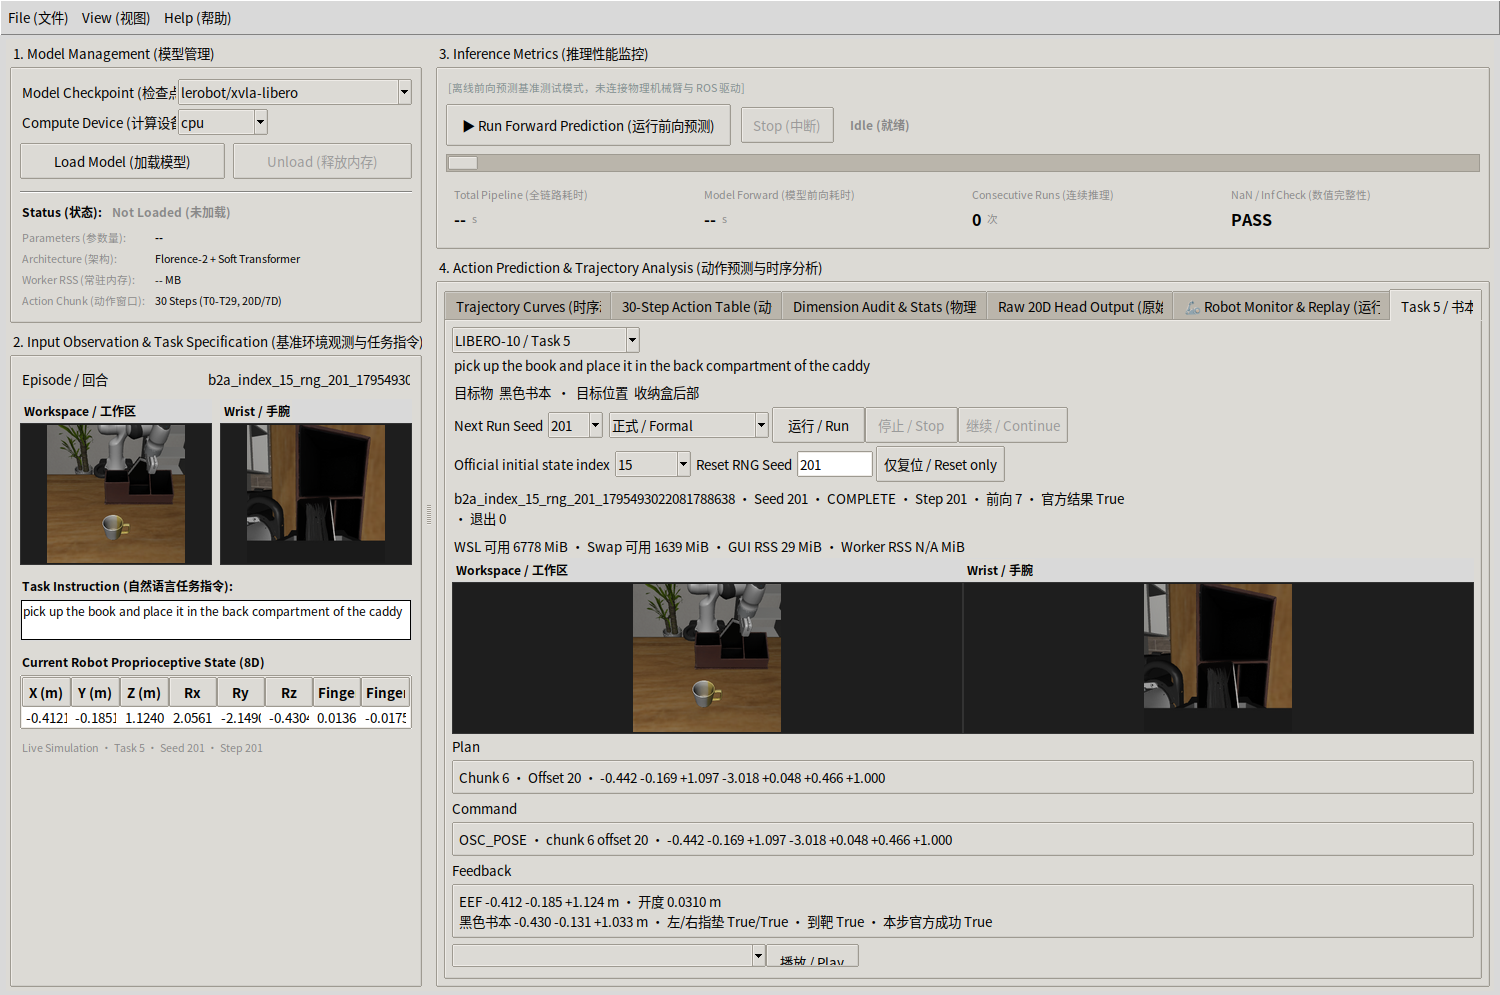 File (文件) View (视图) Help (帮助)
1. Model Management (模型管理)
Model Checkpoint (检查点 lerobot/xvla-libero
Compute Device (计算设备 cpu
Load Model (加载模型) Unload (释放内存)
Status (状态): Not Loaded (未加载)
Parameters (参数量): --
Architecture (架构): Florence-2 + Soft Transformer
Worker RSS (常驻内存): -- MB
Action Chunk (动作窗口): 30 Steps (T0-T29, 20D/7D)
2. Input Observation & Task Specification (基准环境观测与任务指令)
Episode / 回合 b2a_index_15_rng_201_17954930
Workspace / 工作区 Wrist / 手腕
Task Instruction (自然语言任务指令):
pick up the book and place it in the back compartment of the caddy
Current Robot Proprioceptive State (8D)
X (m) Y (m) Z (m) Rx Ry Rz Finge Finger
-0.4121 -0.1851 1.1240 2.0561 -2.1490 -0.4304 0.0136 -0.0175
Live Simulation · Task 5 · Seed 201 · Step 201
3. Inference Metrics (推理性能监控)
[离线前向预测基准测试模式，未连接物理机械臂与 ROS 驱动]
▶ Run Forward Prediction (运行前向预测) Stop (中断) Idle (就绪)
Total Pipeline (全链路耗时) Model Forward (模型前向耗时) Consecutive Runs (连续推理) NaN / Inf Check (数值完整性)
-- s -- s 0 次 PASS
4. Action Prediction & Trajectory Analysis (动作预测与时序分析)
Trajectory Curves (时序 30-Step Action Table (动 Dimension Audit & Stats (物理 Raw 20D Head Output (原始 Robot Monitor & Replay (运行 Task 5 / 书本
LIBERO-10 / Task 5
pick up the book and place it in the back compartment of the caddy
目标物 黑色书本 · 目标位置 收纳盒后部
Next Run Seed 201 正式 / Formal 运行 / Run 停止 / Stop 继续 / Continue
Official initial state index 15 Reset RNG Seed 201 仅复位 / Reset only
b2a_index_15_rng_201_1795493022081788638 · Seed 201 · COMPLETE · Step 201 · 前向 7 · 官方结果 True
· 退出 0
WSL 可用 6778 MiB · Swap 可用 1639 MiB · GUI RSS 29 MiB · Worker RSS N/A MiB
Workspace / 工作区 Wrist / 手腕
Plan
Chunk 6 · Offset 20 · -0.442 -0.169 +1.097 -3.018 +0.048 +0.466 +1.000
Command
OSC_POSE · chunk 6 offset 20 · -0.442 -0.169 +1.097 -3.018 +0.048 +0.466 +1.000
Feedback
EEF -0.412 -0.185 +1.124 m · 开度 0.0310 m
黑色书本 -0.430 -0.131 +1.033 m · 左/右指垫 True/True · 到靶 True · 本步官方成功 True
播放 / Play